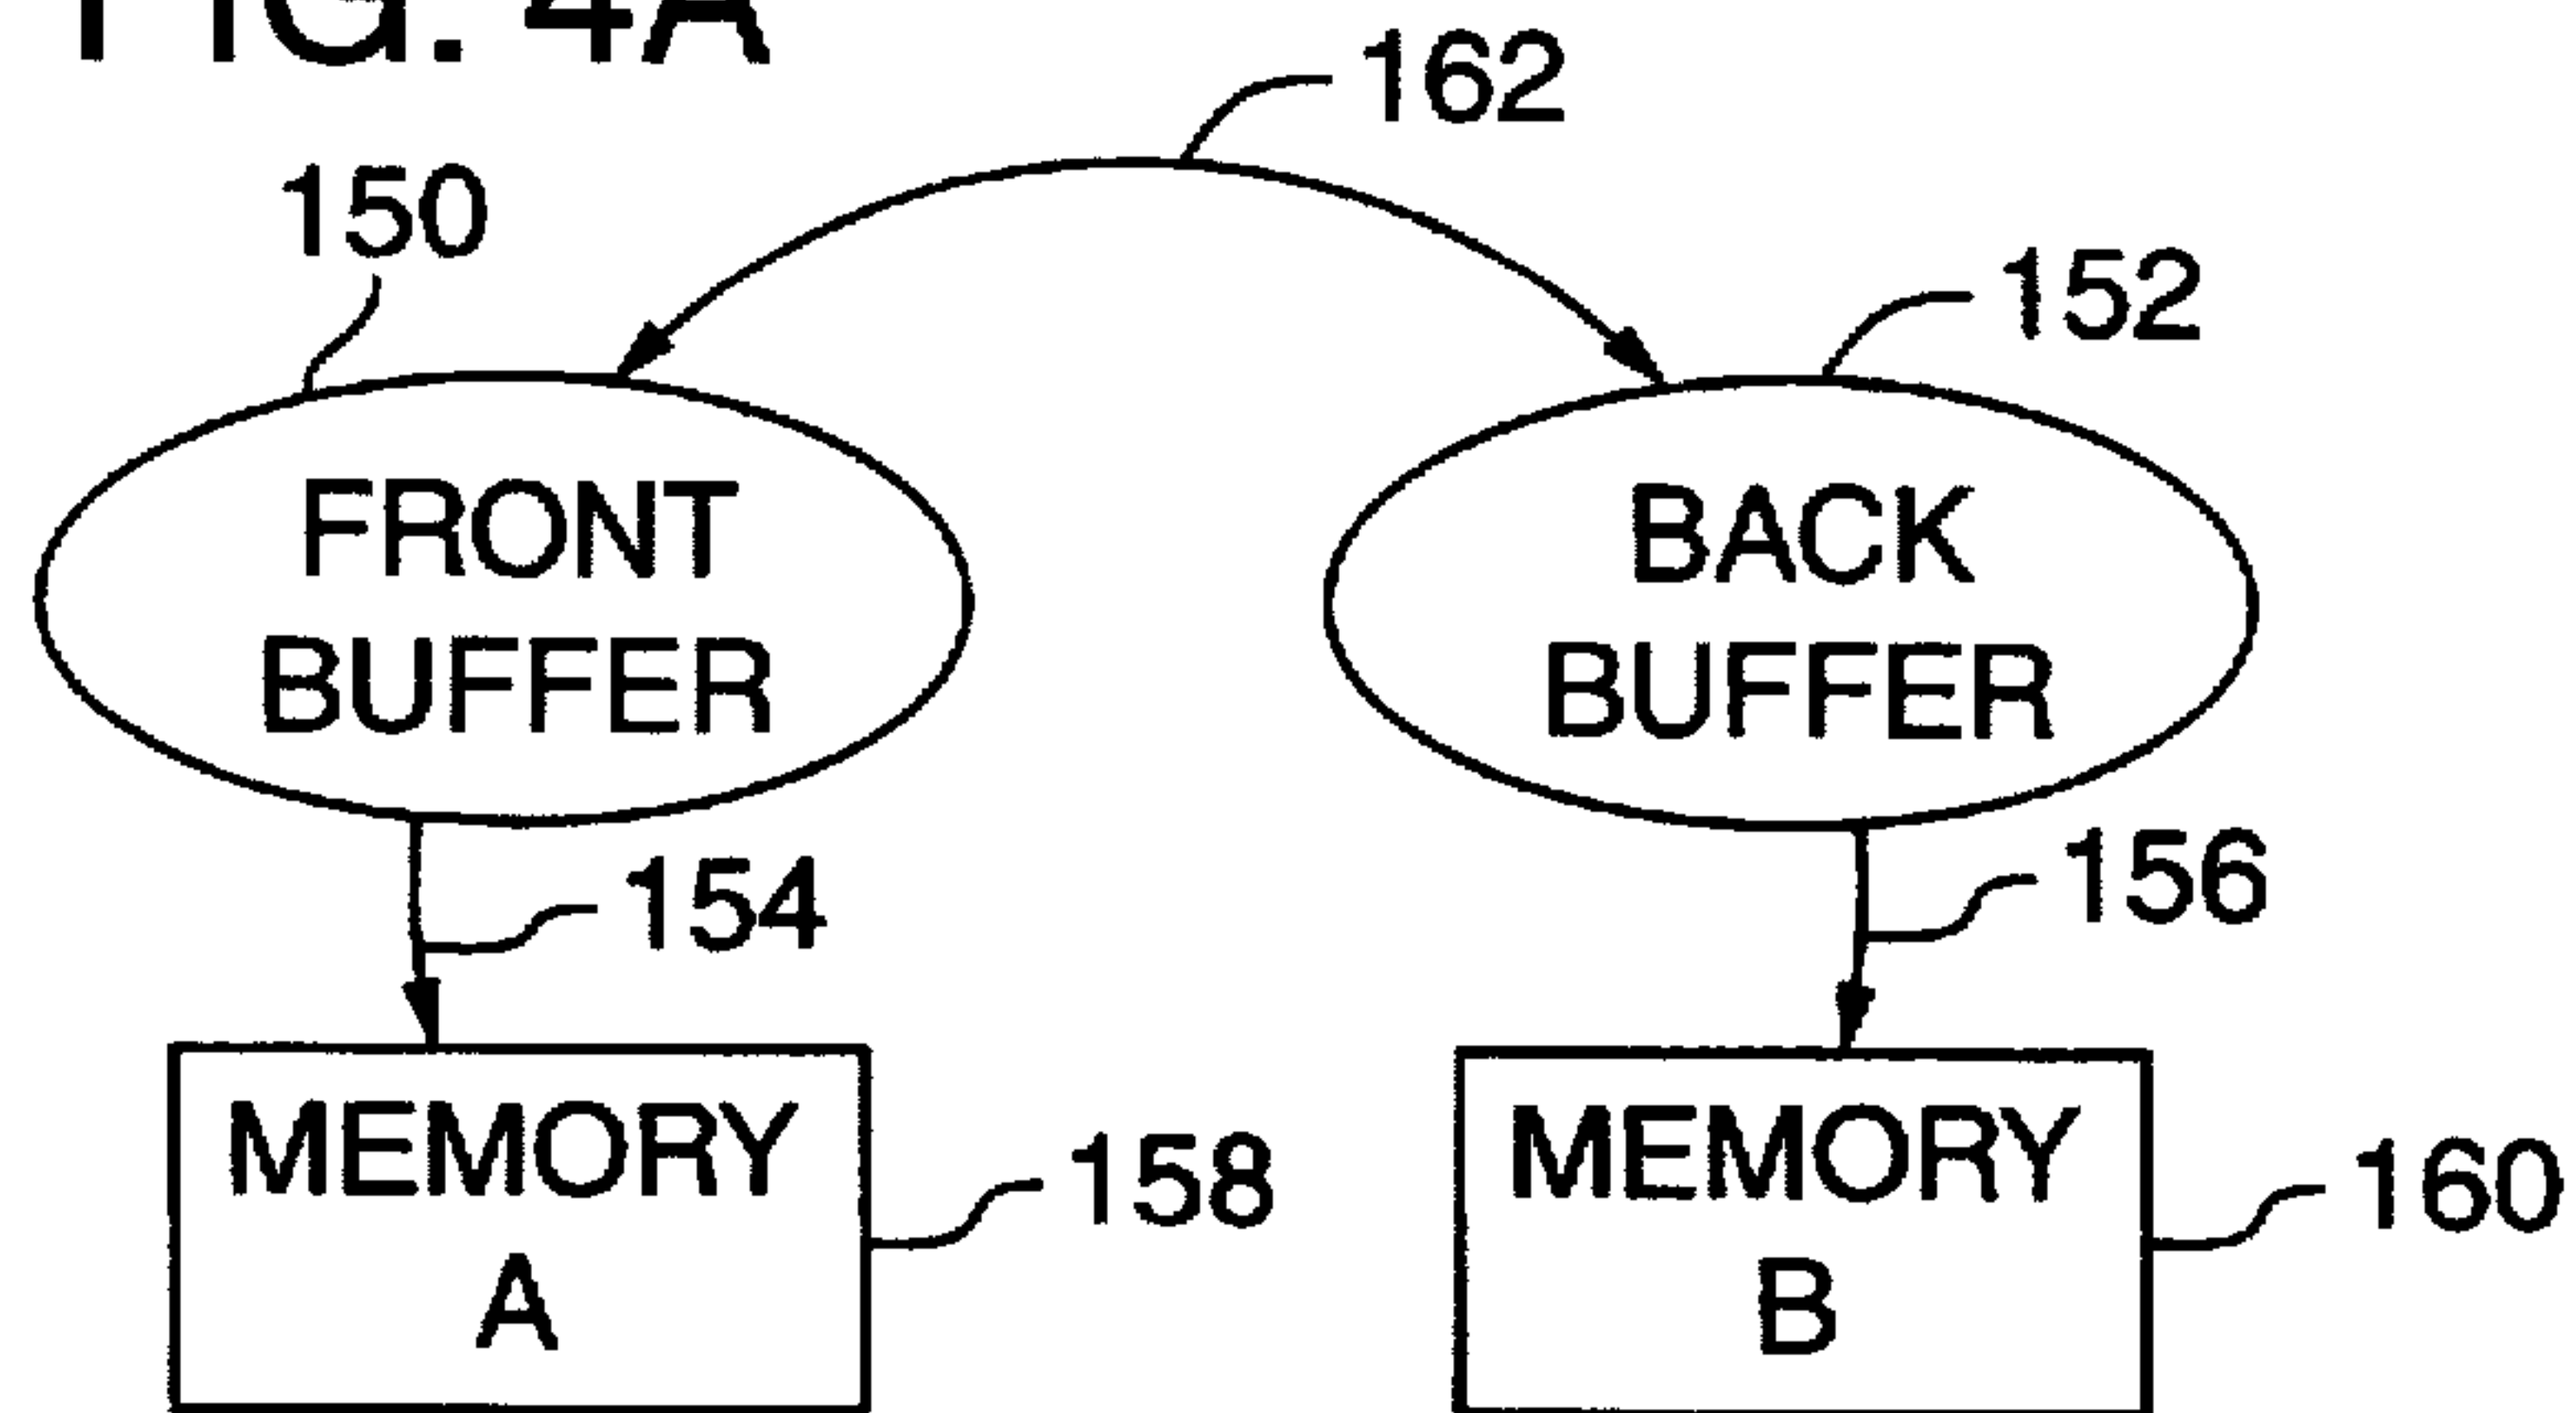 FIG. 4A
162
150
152
FRONT
BUFFER
BACK
BUFFER
154
156
MEMORY
A
158
MEMORY
B
160